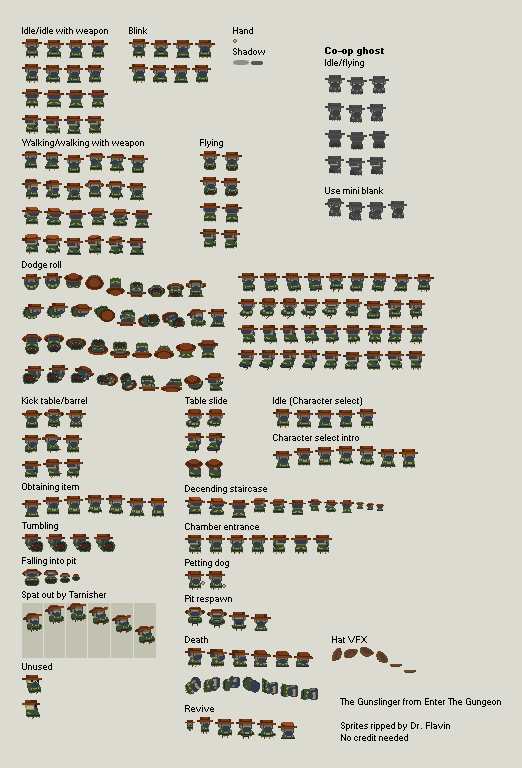 Idle/idle with weapon
Blink
Hand
Shadow
Co-op ghost
Idle/flying
Use mini blank
Walking/walking with weapon
Flying
Dodge roll
Kick table/barrel
Table slide
Idle (Character select)
Character select intro
Obtaining item
Decending staircase
Tumbling
Chamber entrance
Falling into pit
Petting dog
Spat out by Tarnisher
Pit respawn
Death
Hat VFX
Unused
Revive
The Gunslinger from Enter The Gungeon
Sprites ripped by Dr. Flavin
No credit needed